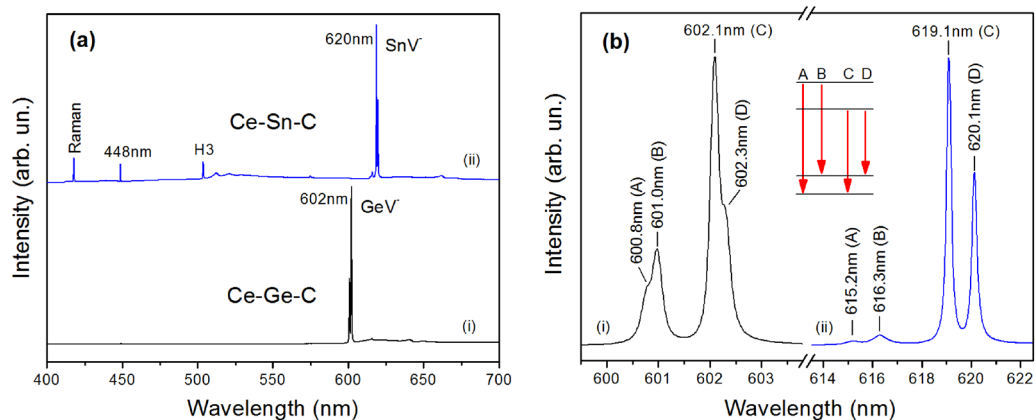 (a)
620nm
SnV⁻
Raman
Ce-Sn-C
448nm
H3
(ii)
602nm
GeV⁻
Ce-Ge-C
(i)
Intensity (arb. un.)
400 450 500 550 600 650 700
Wavelength (nm)
(b)
602.1nm (C)
619.1nm (C)
A B C D
620.1nm (D)
602.3nm (D)
601.0nm (B)
600.8nm (A)
615.2nm (A)
616.3nm (B)
(i)
(ii)
Intensity (arb. un.)
600 601 602 603 614 616 618 620 622
Wavelength (nm)